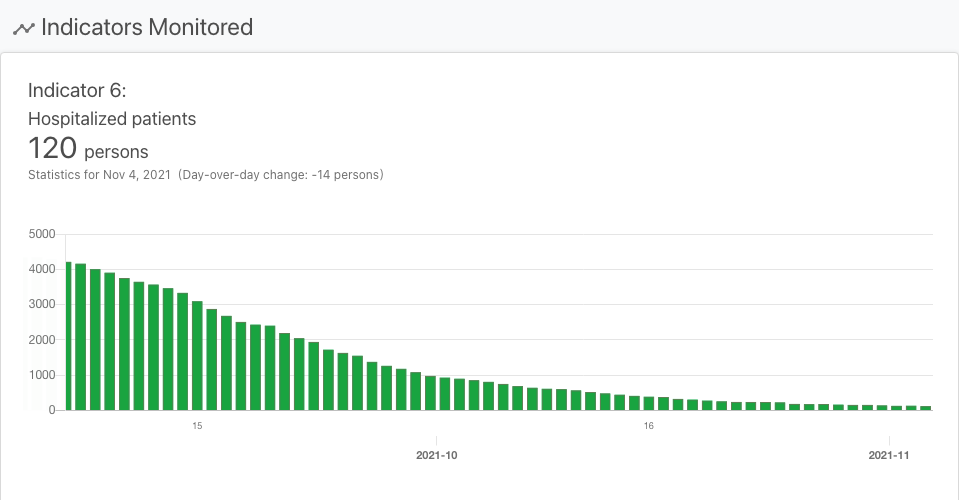 Indicators Monitored
Indicator 6:
Hospitalized patients
120 persons
Statistics for Nov 4, 2021 (Day-over-day change: -14 persons)
5000
4000
3000
2000
1000
0
15
16
2021-10
2021-11